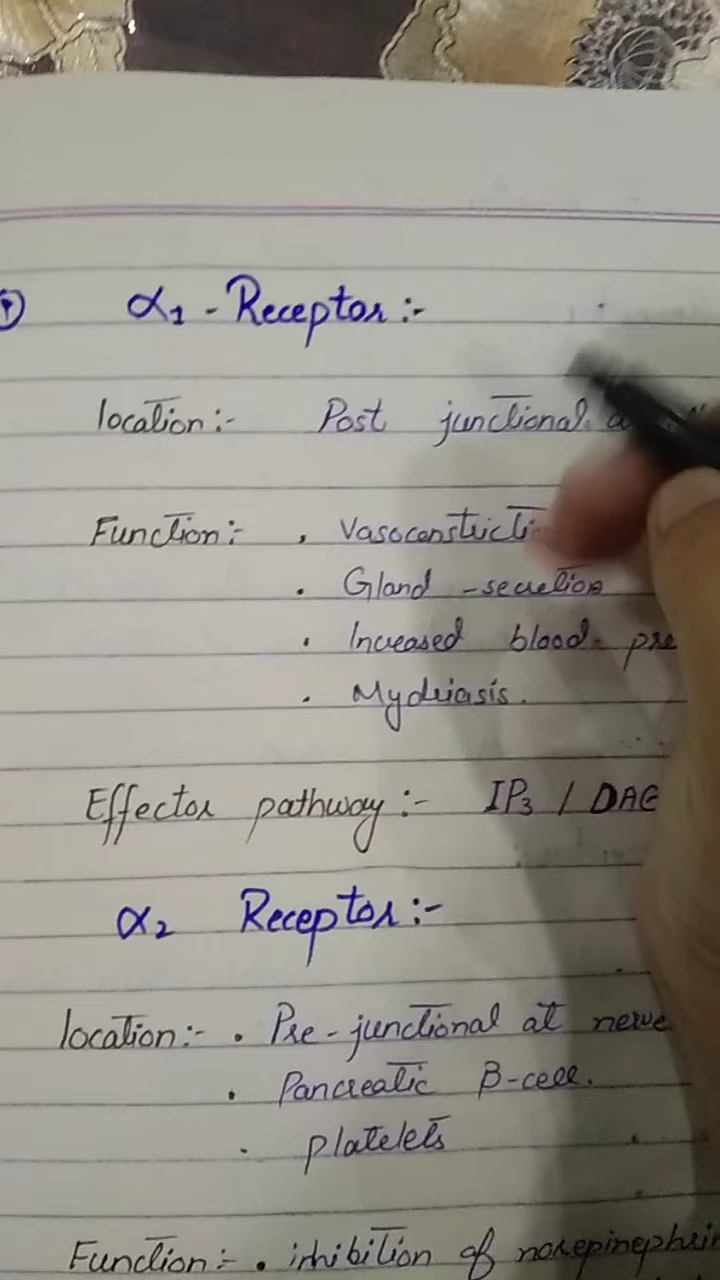 α₁ - Receptor :-
location :- Post junctional
Function :- . Vasoconstricti
. Gland - secretion
. Increased blood - pre
. Mydriasis.
Effector pathway :- IP₃ / DAG
α₂ Receptor :-
location :- . Pre-junctional at nerve
. Pancreatic β-cell.
. platelets
Function :- . inhibition of norepinephrin